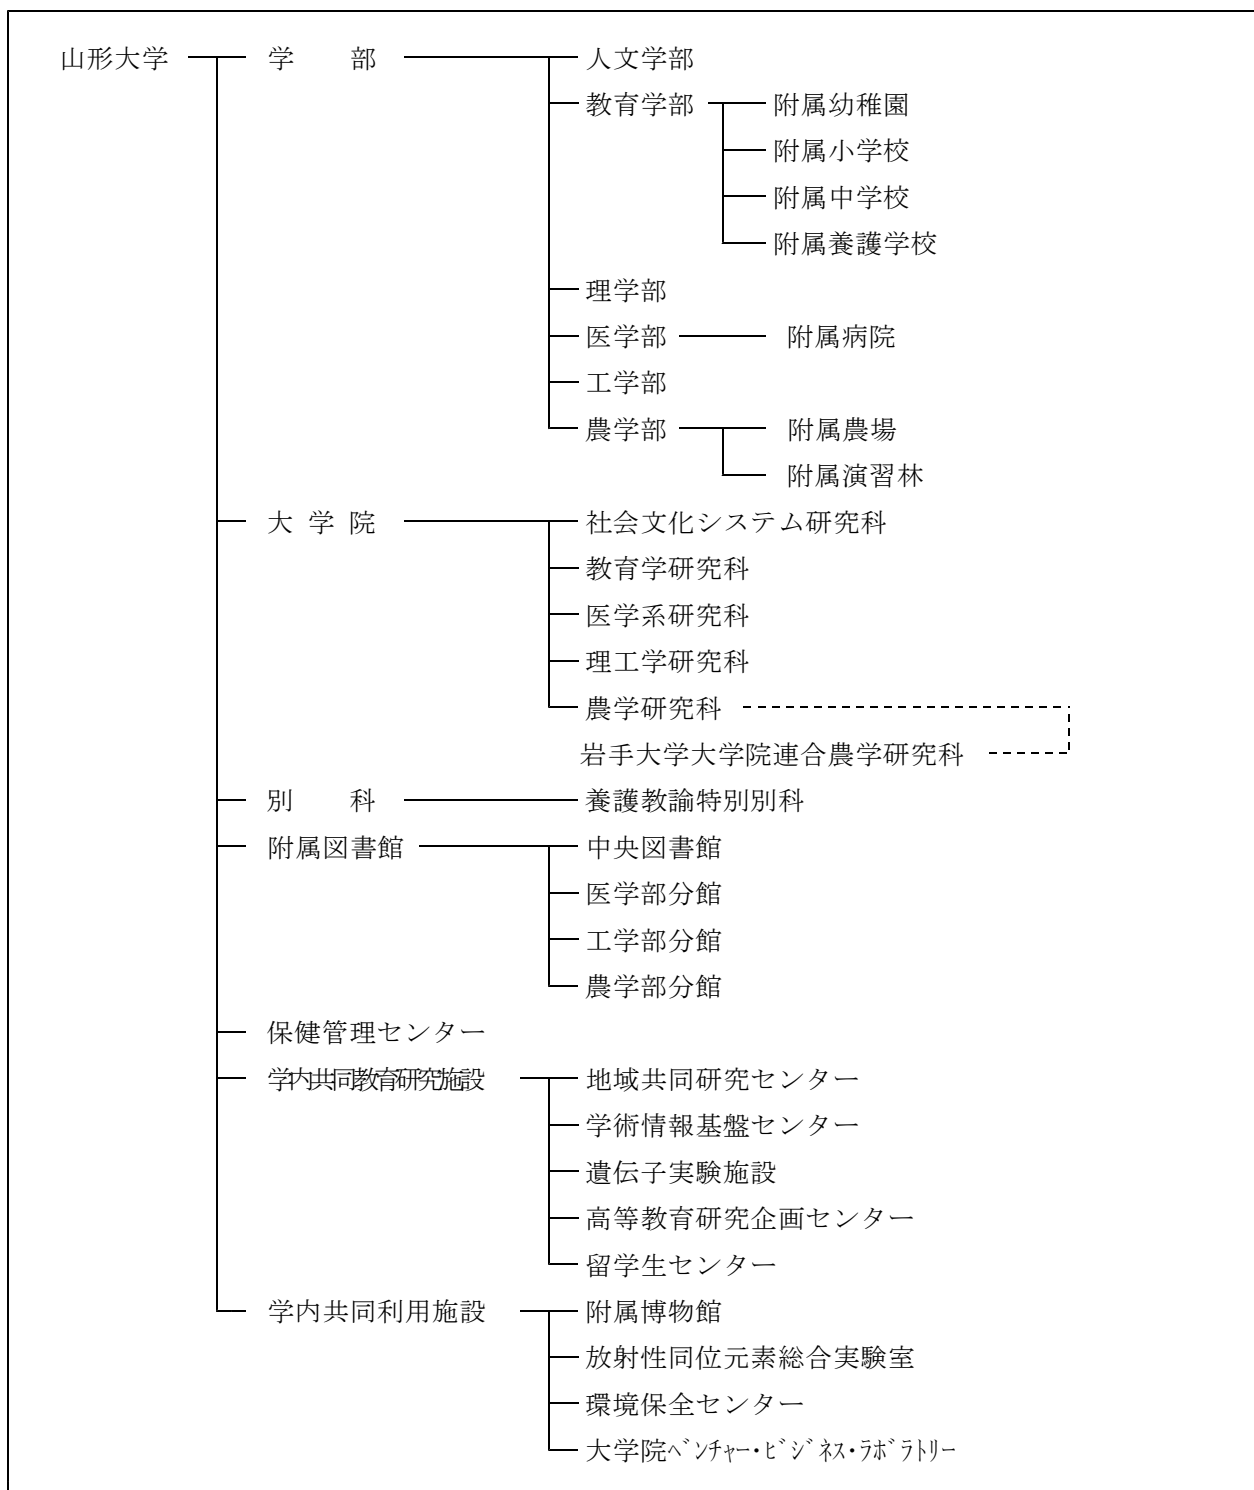 山形大学 学 部 人文学部
教育学部 附属幼稚園
附属小学校
附属中学校
附属養護学校
理学部
医学部 附属病院
工学部
農学部 附属農場
附属演習林
大 学 院 社会文化システム研究科
教育学研究科
医学系研究科
理工学研究科
農学研究科
岩手大学大学院連合農学研究科
別 科 養護教諭特別別科
附属図書館 中央図書館
医学部分館
工学部分館
農学部分館
保健管理センター
学内共同教育研究施設 地域共同研究センター
学術情報基盤センター
遺伝子実験施設
高等教育研究企画センター
留学生センター
学内共同利用施設 附属博物館
放射性同位元素総合実験室
環境保全センター
大学院ﾍﾞﾝﾁｬｰ・ﾋﾞｼﾞﾈｽ・ﾗﾎﾞﾗﾄﾘｰ